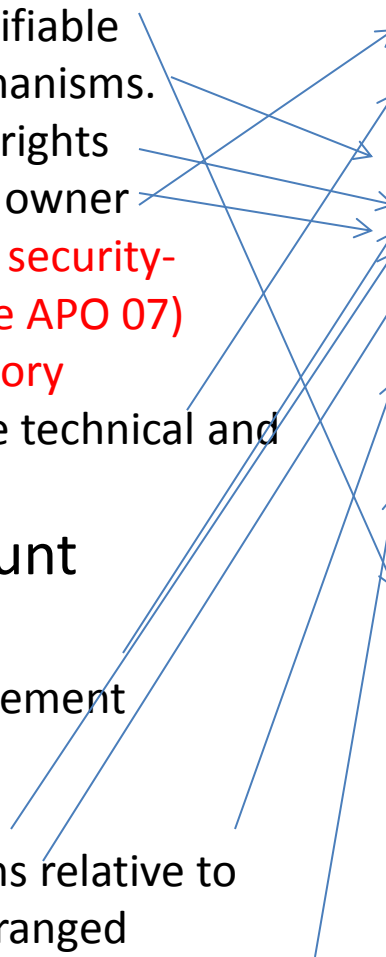 ifiable
hanisms.
rights
owner
security-
e APO 07)
ory
e technical and
unt
ement
ns relative to
ranged